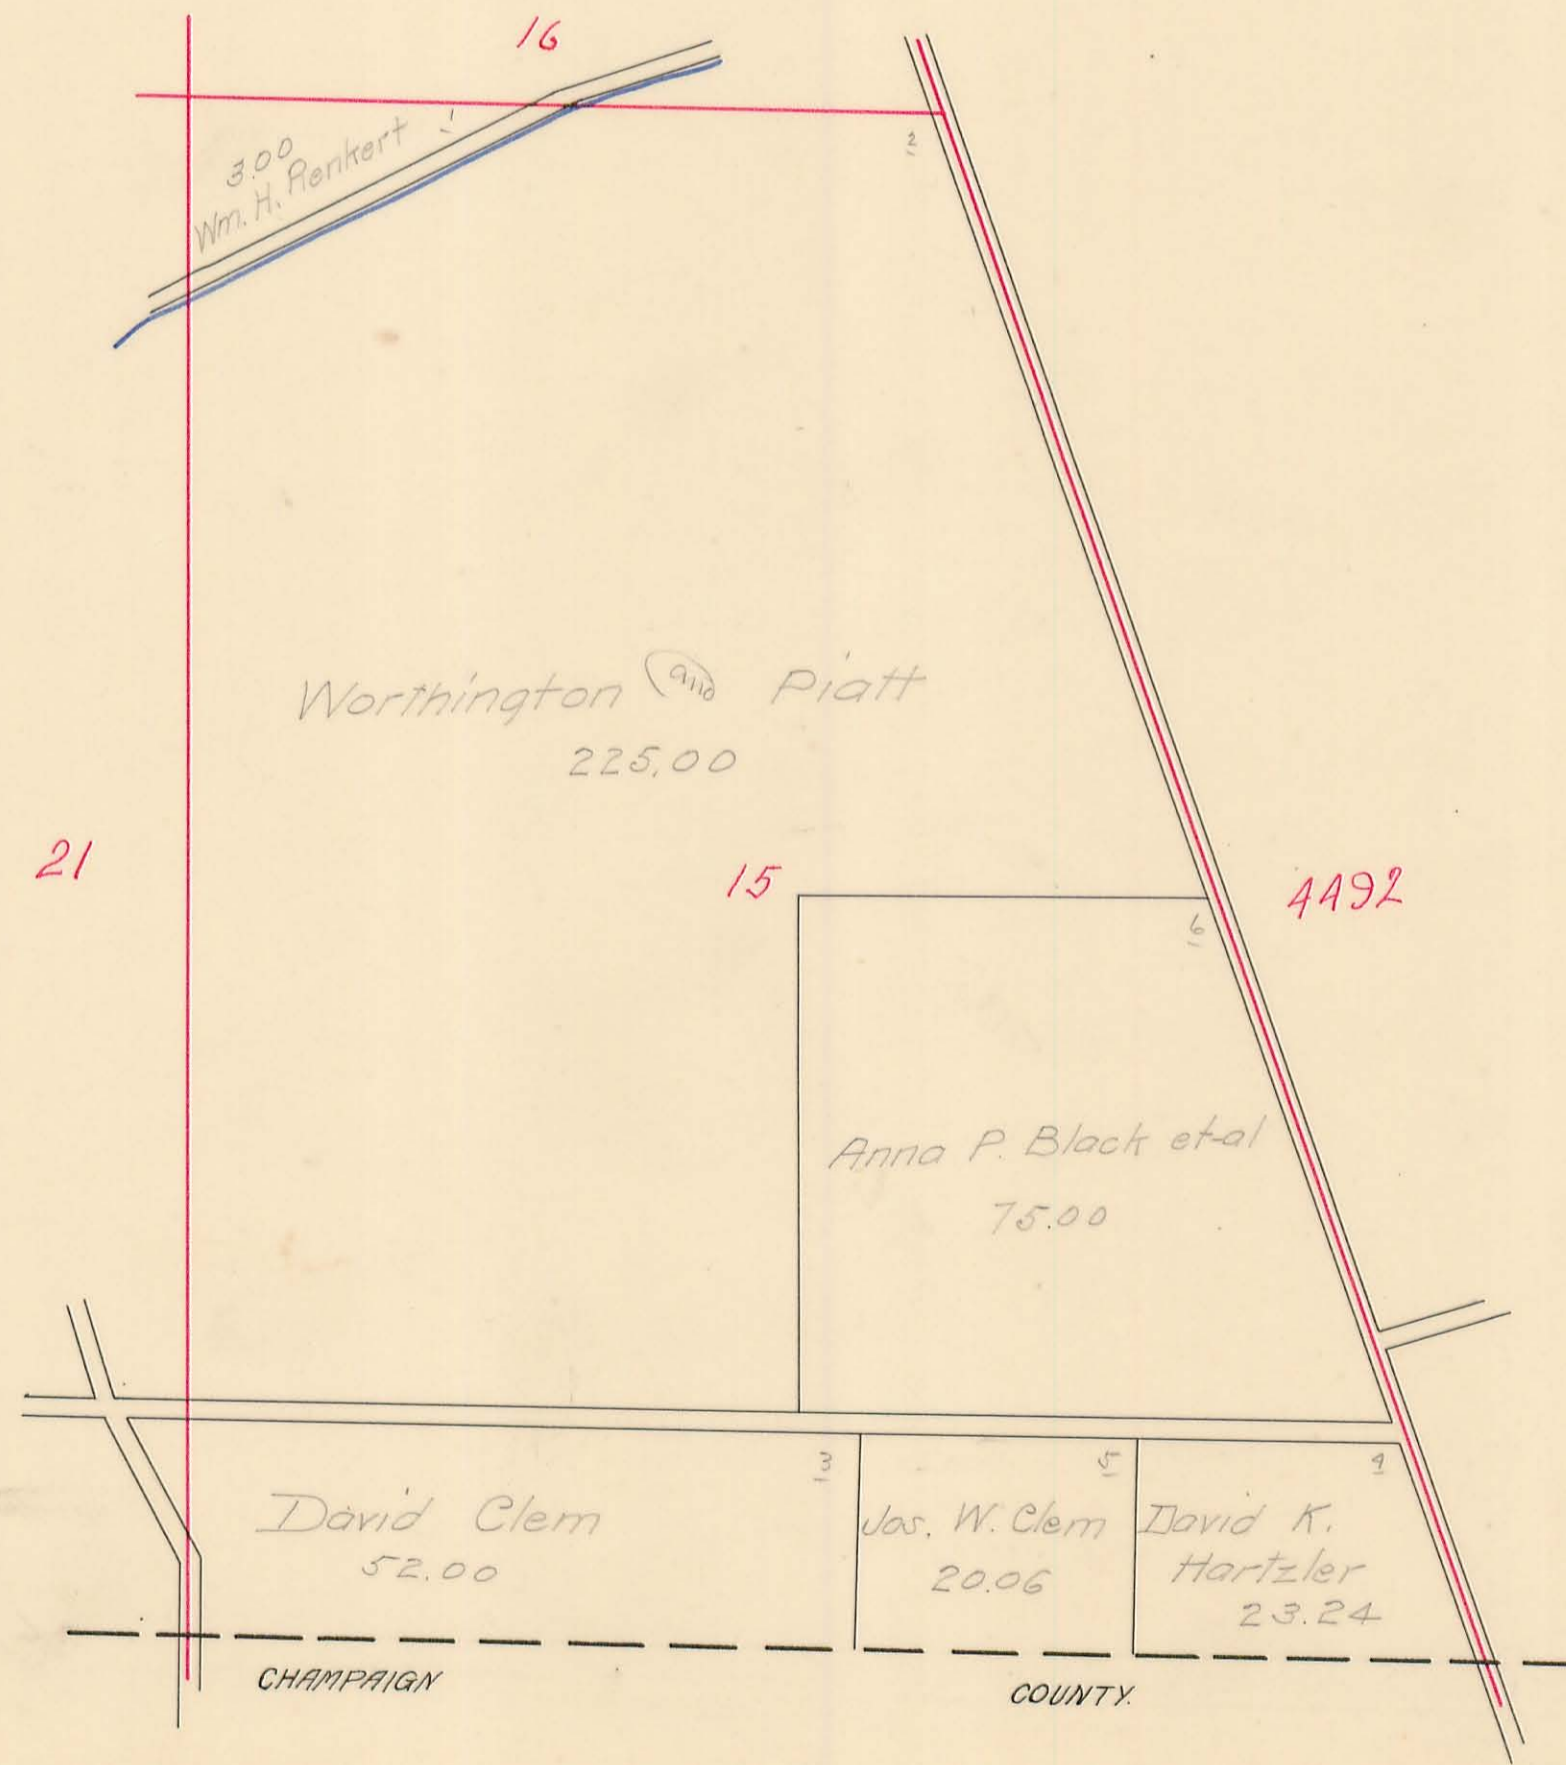 16
2
3.00
Wm. H. Renkert
1
Worthington and Piatt
225.00
21
15
4492
6
Anna P. Black et-al
75.00
3
5
4
David Clem
52.00
Jos. W. Clem
20.06
David K.
Hartzler
23.24
CHAMPAIGN COUNTY.